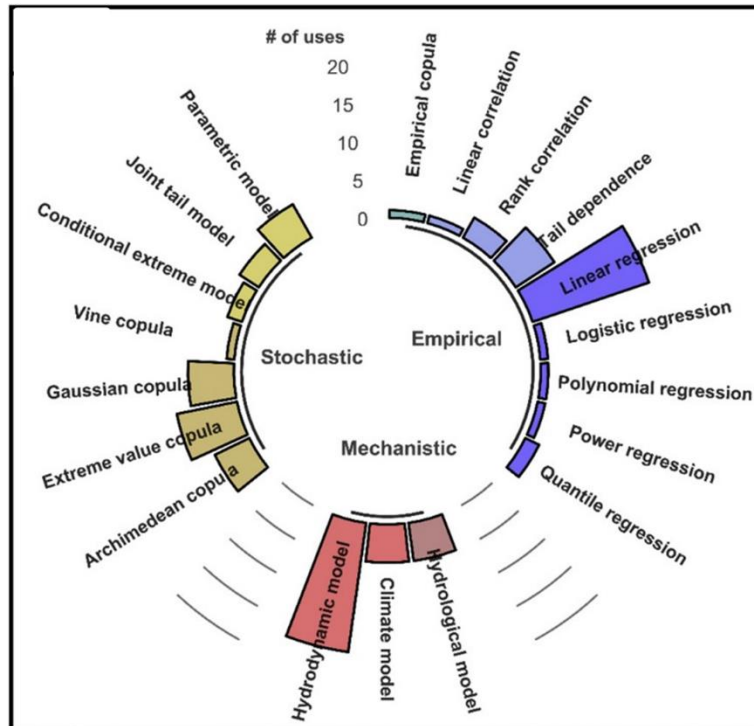 # of uses
20
15
10
5
0
Empirical copula
Linear correlation
Rank correlation
Tail dependence
Linear regression
Logistic regression
Polynomial regression
Power regression
Quantile regression
Hydrological model
Climate model
Hydrodynamic model
Archimedean copula
Extreme value copula
Gaussian copula
Vine copula
Conditional extreme mode
Joint tail model
Parametric model
Stochastic
Empirical
Mechanistic